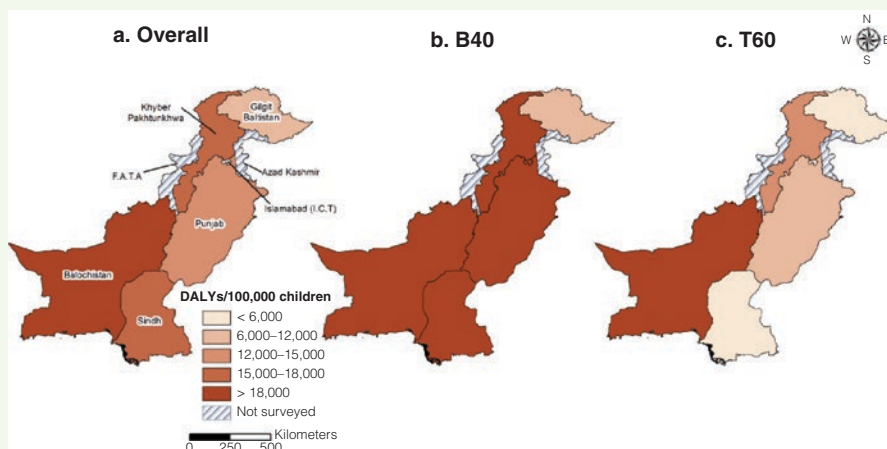 a. Overall
b. B40
c. T60
N
W
E
S
Khyber
Pakhtunkhwa
Gilgit
Baltistan
F.A.T.A
Azad Kashmir
Islamabad (I.C.T)
Punjab
Balochistan
Sindh
DALYs/100,000 children
< 6,000
6,000–12,000
12,000–15,000
15,000–18,000
> 18,000
Not surveyed
Kilometers
0 250 500